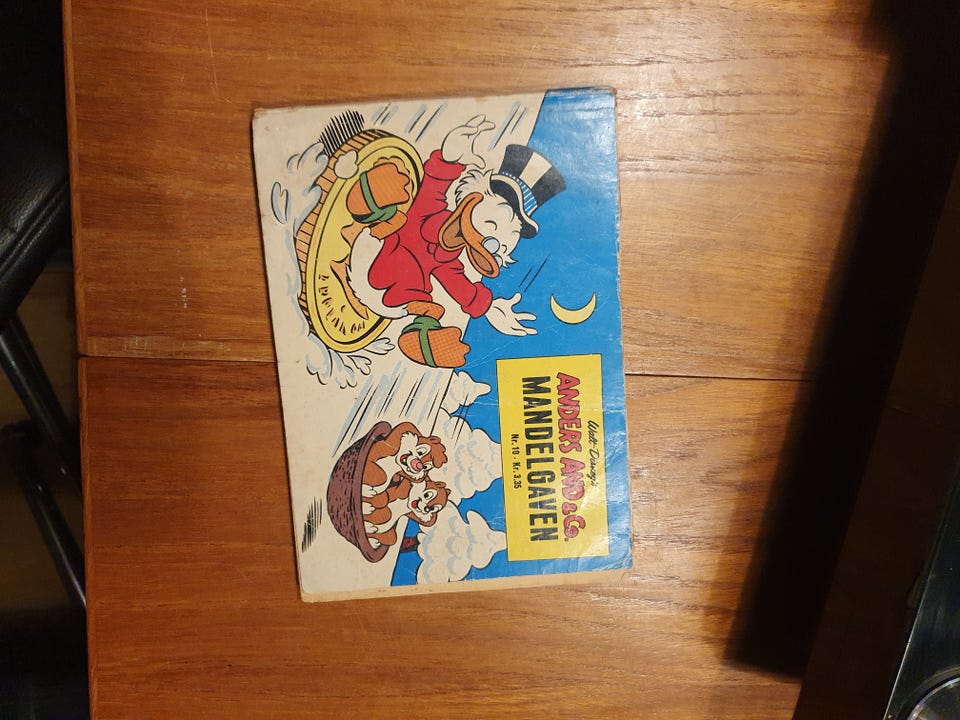 Walt Disney's
ANDERS AND & Co.
MANDELGAVEN
Nr. 10 - Kr. 3.35